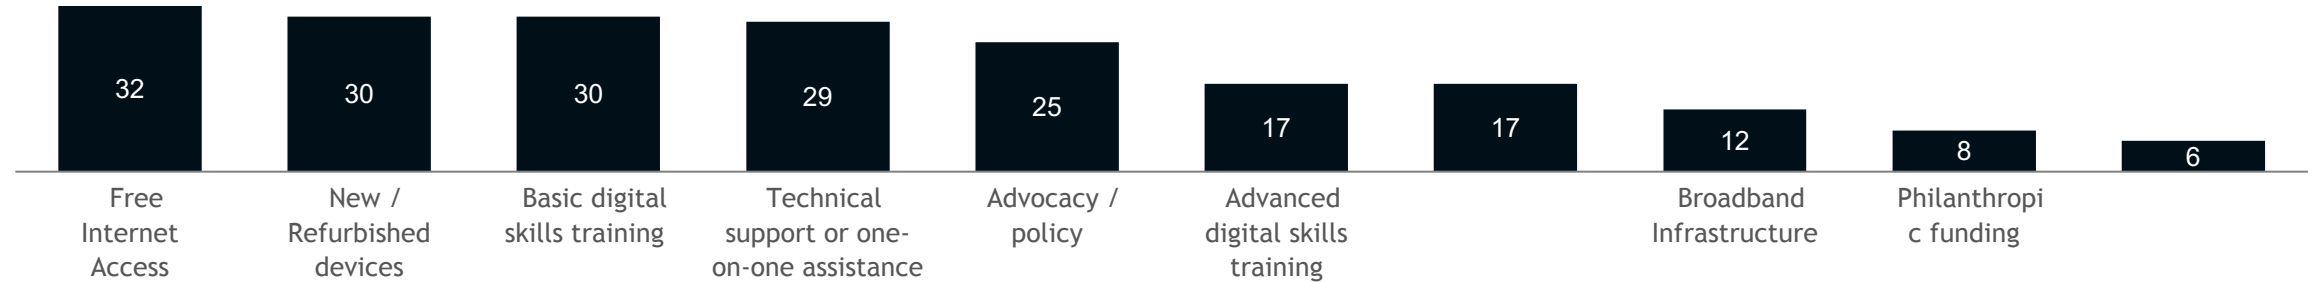 32
30
30
29
25
17
17
12
8
6
Free
Internet
Access
New /
Refurbished
devices
Basic digital
skills training
Technical
support or one-
on-one assistance
Advocacy /
policy
Advanced
digital skills
training
Broadband
Infrastructure
Philanthropi
c funding